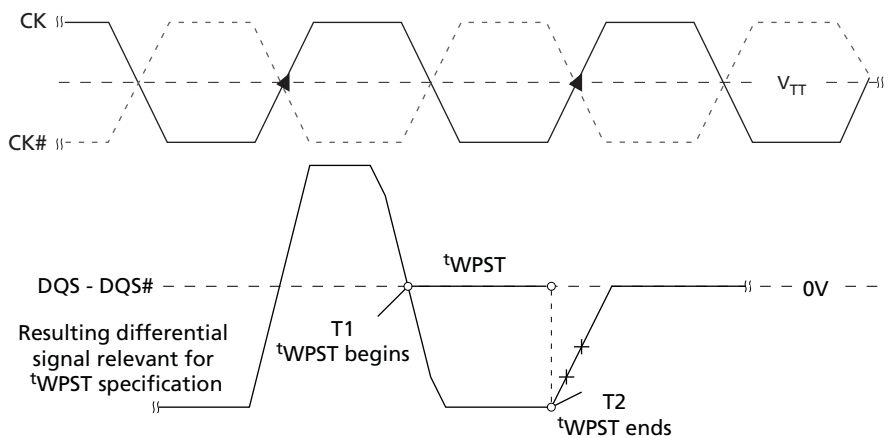 CK
V_TT
CK#
tWPST
DQS - DQS#
0V
Resulting differential
signal relevant for
tWPST specification
T1
tWPST begins
T2
tWPST ends